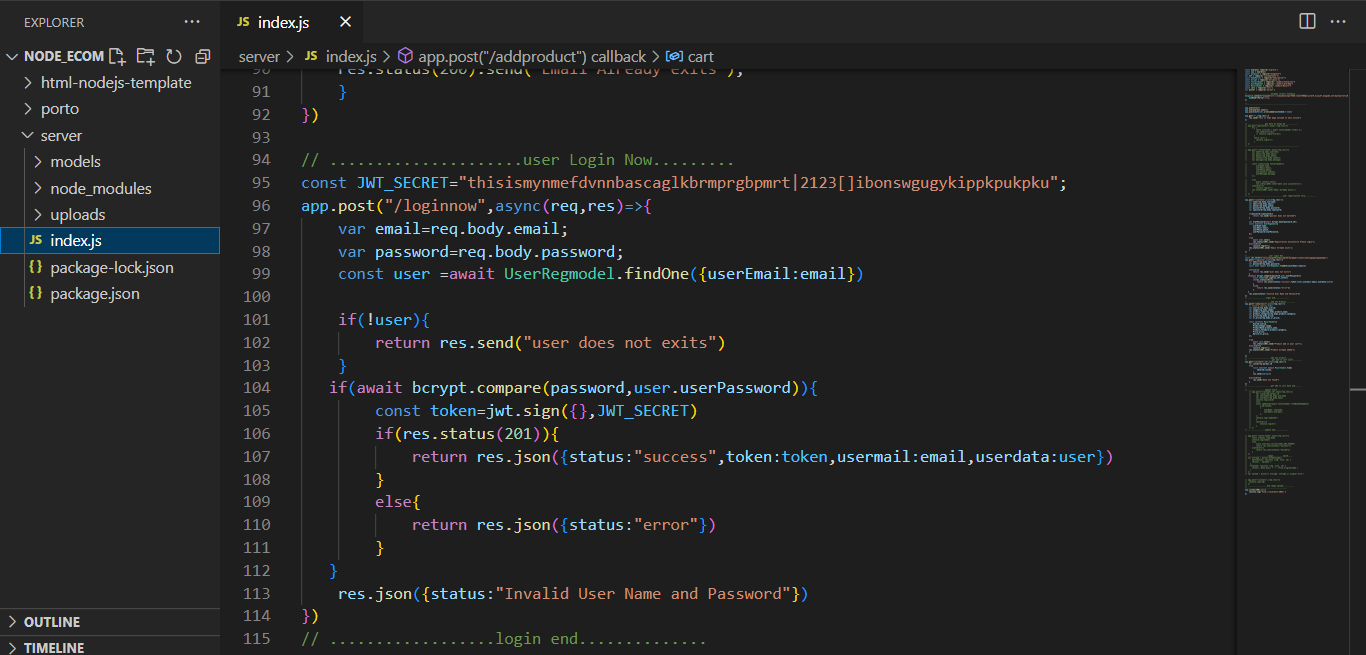 EXPLORER
···
JS index.js
···
NODE_ECOM
html-nodejs-template
porto
server
models
node_modules
uploads
JS index.js
{} package-lock.json
{} package.json
OUTLINE
TIMELINE
server > JS index.js > app.post("/addproduct") callback > cart
90 res.status(200).send("Email Already exits");
91 }
92 })
93
94 // .....................user Login Now.........
95 const JWT_SECRET="thisismynmefdvnnbascaglkbrmprgbpmrt|2123[]ibonswgugykippkpukpku";
96 app.post("/loginnow",async(req,res)=>{
97 var email=req.body.email;
98 var password=req.body.password;
99 const user =await UserRegmodel.findOne({userEmail:email})
100
101 if(!user){
102 return res.send("user does not exits")
103 }
104 if(await bcrypt.compare(password,user.userPassword)){
105 const token=jwt.sign({},JWT_SECRET)
106 if(res.status(201)){
107 return res.json({status:"success",token:token,usermail:email,userdata:user})
108 }
109 else{
110 return res.json({status:"error"})
111 }
112 }
113 res.json({status:"Invalid User Name and Password"})
114 })
115 // ..................login end..............